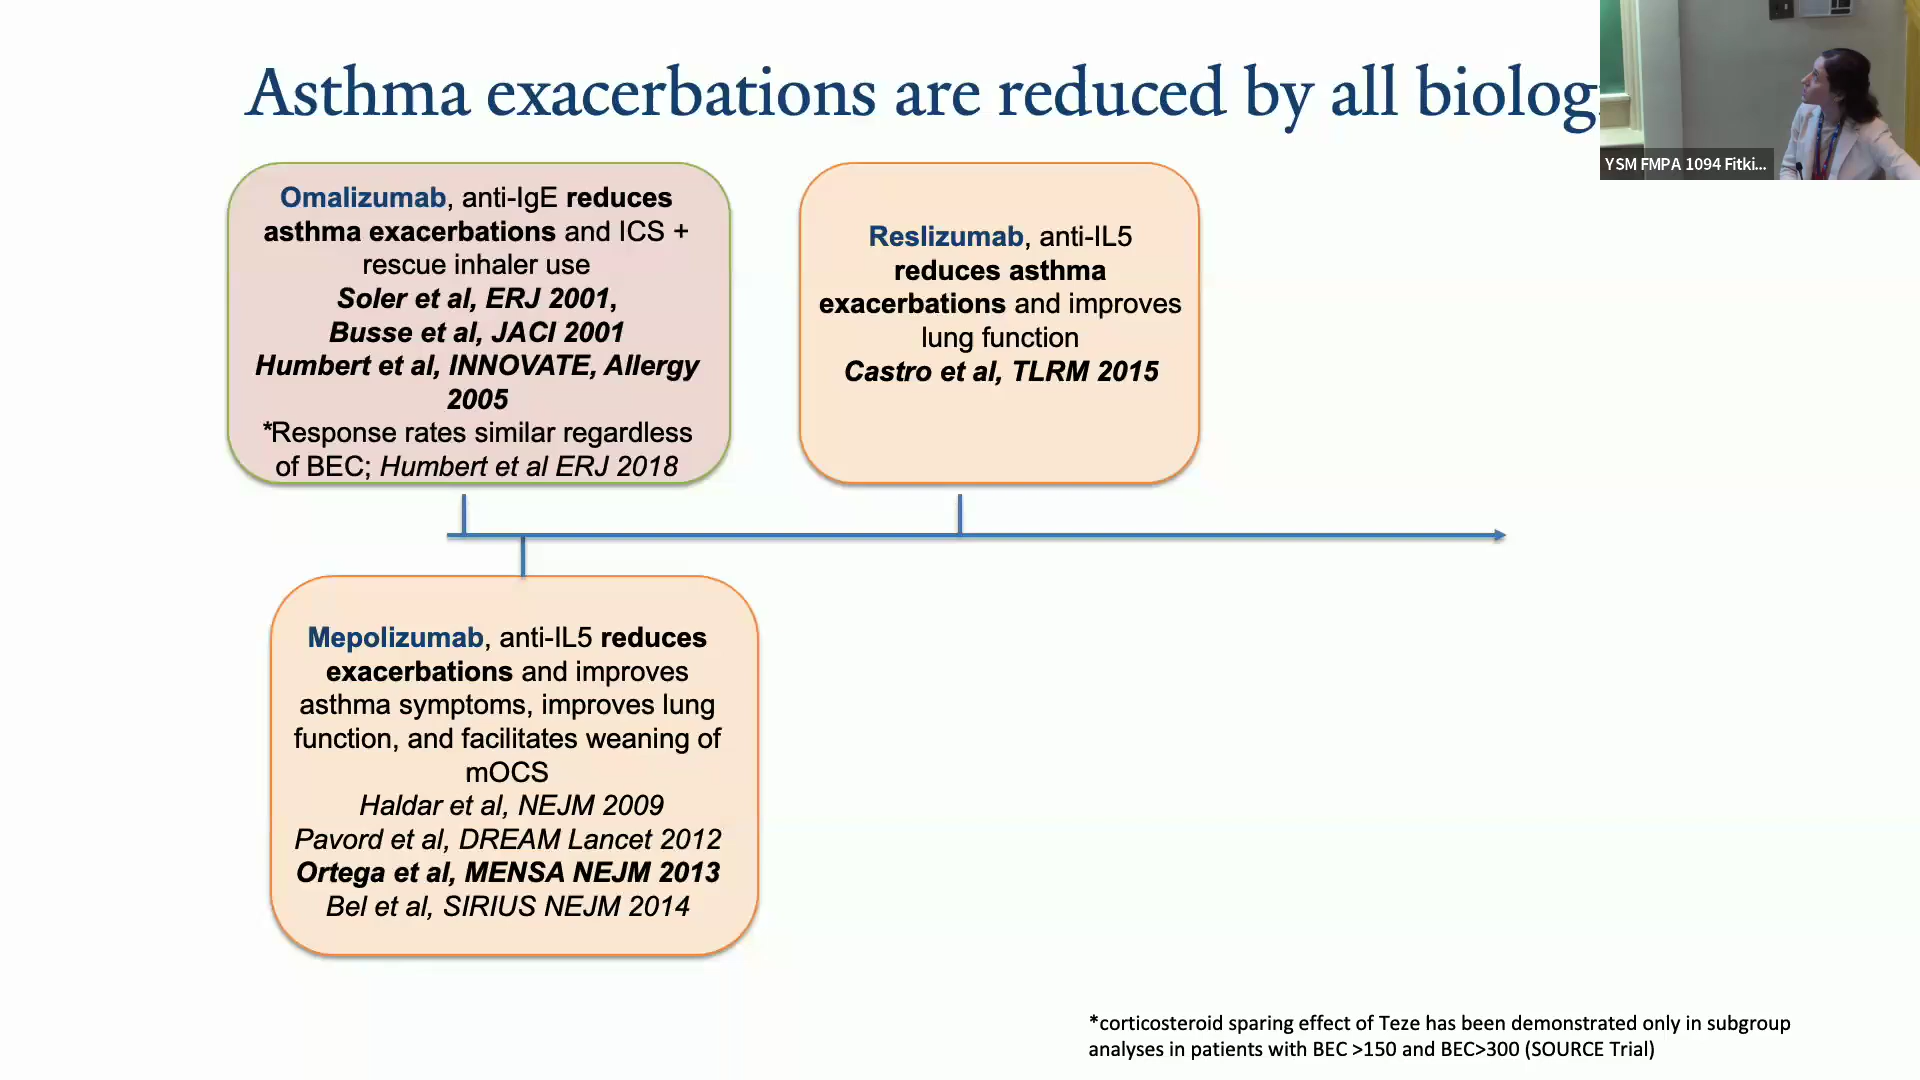 Asthma exacerbations are reduced by all biolog
YSM FMPA 1094 Fitki...
Omalizumab, anti-IgE reduces
asthma exacerbations and ICS +
rescue inhaler use
Soler et al, ERJ 2001,
Busse et al, JACI 2001
Humbert et al, INNOVATE, Allergy
2005
*Response rates similar regardless
of BEC; Humbert et al ERJ 2018
Reslizumab, anti-IL5
reduces asthma
exacerbations and improves
lung function
Castro et al, TLRM 2015
Mepolizumab, anti-IL5 reduces
exacerbations and improves
asthma symptoms, improves lung
function, and facilitates weaning of
mOCS
Haldar et al, NEJM 2009
Pavord et al, DREAM Lancet 2012
Ortega et al, MENSA NEJM 2013
Bel et al, SIRIUS NEJM 2014
*corticosteroid sparing effect of Teze has been demonstrated only in subgroup
analyses in patients with BEC >150 and BEC>300 (SOURCE Trial)